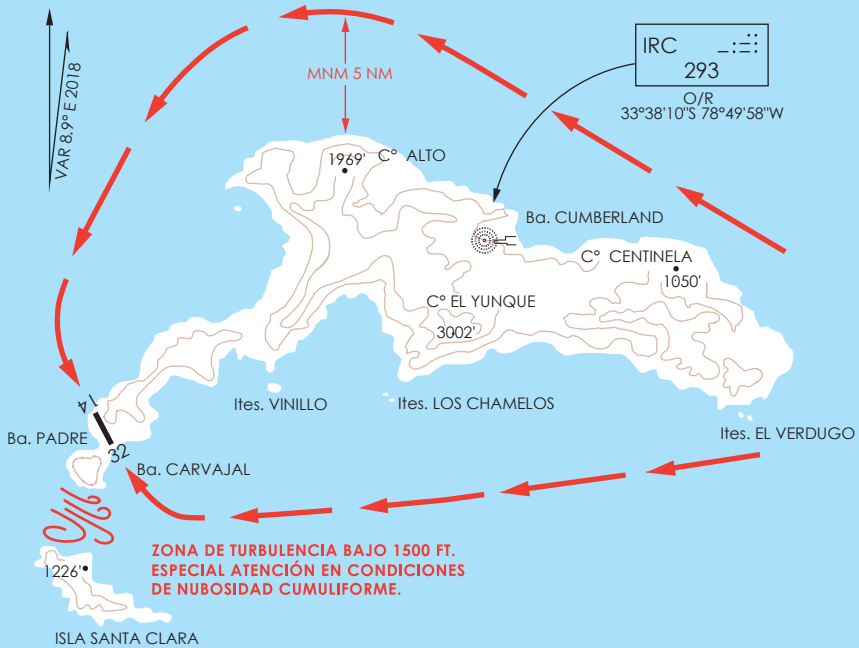 VAR 8.9° E 2018
MNM 5 NM
IRC
293
O/R
33°38'10"S 78°49'58"W
1969' C° ALTO
Ba. CUMBERLAND
C° CENTINELA
1050'
C° EL YUNQUE
3002'
Ites. VINILLO
Ites. LOS CHAMELOS
Ites. EL VERDUGO
14
Ba. PADRE
32
Ba. CARVAJAL
ZONA DE TURBULENCIA BAJO 1500 FT.
ESPECIAL ATENCIÓN EN CONDICIONES
DE NUBOSIDAD CUMULIFORME.
1226'
ISLA SANTA CLARA